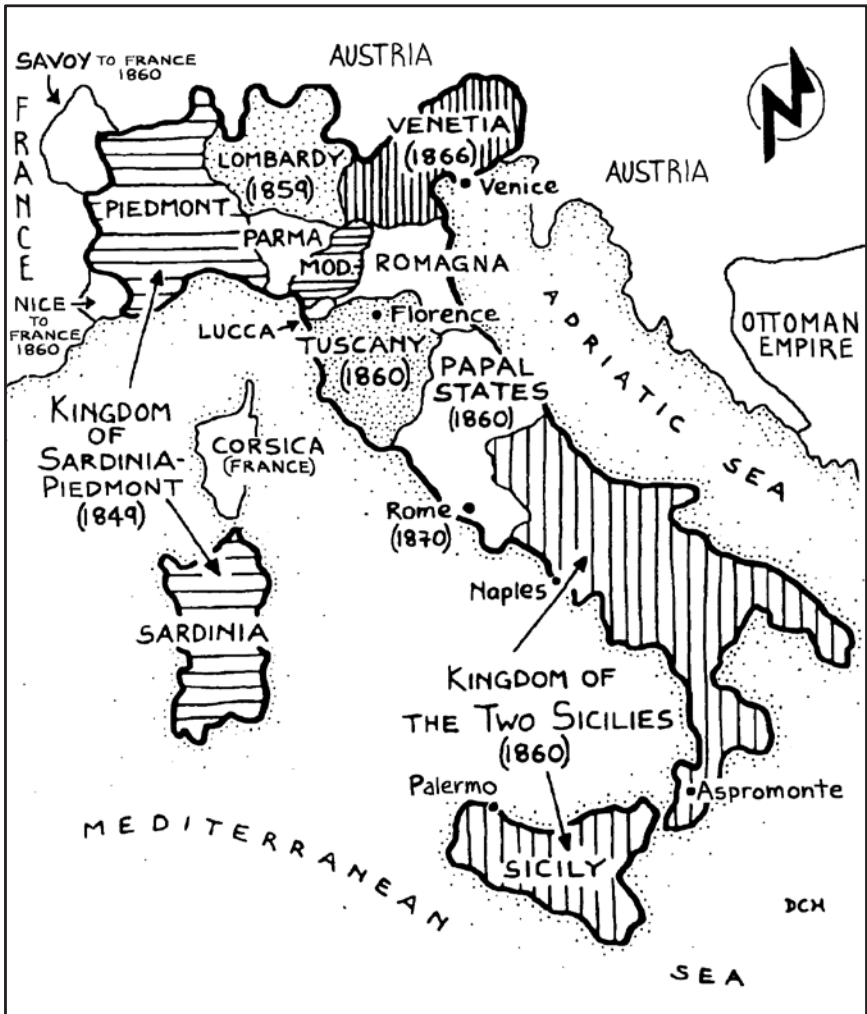 AUSTRIA
SAVOY TO FRANCE
1860
FRANCE
VENETIA
(1866)
LOMBARDY
(1859)
Venice
AUSTRIA
PIEDMONT
PARMA
MOD.
ROMAGNA
NICE
TO
FRANCE
1860
LUCCA
Florence
TUSCANY
(1860)
PAPAL
STATES
(1860)
ADRIATIC SEA
OTTOMAN
EMPIRE
KINGDOM
OF
SARDINIA-
PIEDMONT
(1849)
CORSICA
(FRANCE)
Rome
(1870)
Naples
SARDINIA
KINGDOM OF
THE TWO SICILIES
(1860)
Palermo
Aspromonte
SICILY
MEDITERRANEAN SEA
DCH